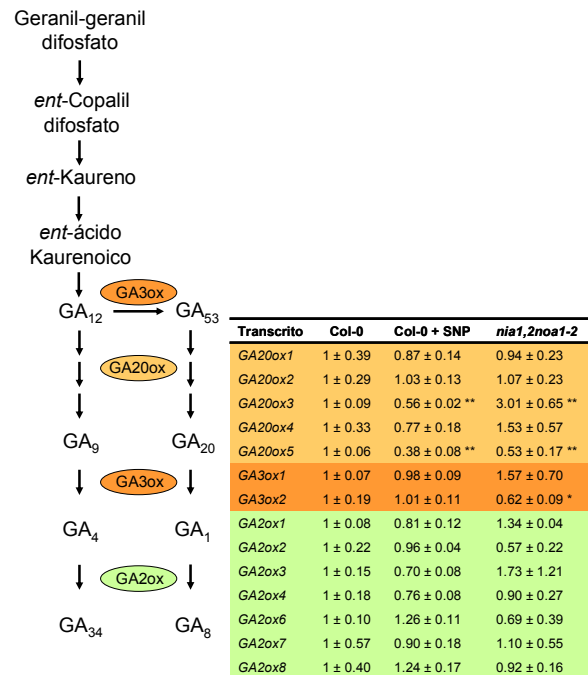 Geranil-geranil
difosfato
ent-Copalil
difosfato
ent-Kaureno
ent-ácido
Kaurenoico
GA3ox
GA12
GA53
GA20ox
GA9
GA20
GA3ox
GA4
GA1
GA2ox
GA34
GA8
Transcrito Col-0 Col-0 + SNP nia1,2noa1-2
GA20ox1 1 ± 0.39 0.87 ± 0.14 0.94 ± 0.23
GA20ox2 1 ± 0.29 1.03 ± 0.13 1.07 ± 0.23
GA20ox3 1 ± 0.09 0.56 ± 0.02 ** 3.01 ± 0.65 **
GA20ox4 1 ± 0.33 0.77 ± 0.18 1.53 ± 0.57
GA20ox5 1 ± 0.06 0.38 ± 0.08 ** 0.53 ± 0.17 **
GA3ox1 1 ± 0.07 0.98 ± 0.09 1.57 ± 0.70
GA3ox2 1 ± 0.19 1.01 ± 0.11 0.62 ± 0.09 *
GA2ox1 1 ± 0.08 0.81 ± 0.12 1.34 ± 0.04
GA2ox2 1 ± 0.22 0.96 ± 0.04 0.57 ± 0.22
GA2ox3 1 ± 0.15 0.70 ± 0.08 1.73 ± 1.21
GA2ox4 1 ± 0.18 0.76 ± 0.08 0.90 ± 0.27
GA2ox6 1 ± 0.10 1.26 ± 0.11 0.69 ± 0.39
GA2ox7 1 ± 0.57 0.90 ± 0.18 1.10 ± 0.55
GA2ox8 1 ± 0.40 1.24 ± 0.17 0.92 ± 0.16